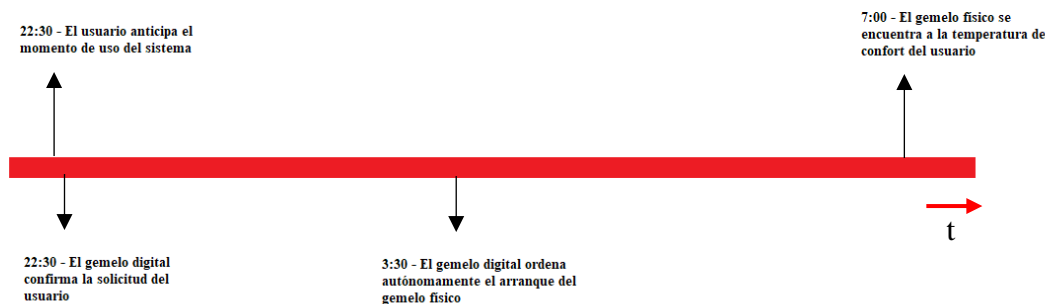 22:30 - El usuario anticipa el
momento de uso del sistema
7:00 - El gemelo físico se
encuentra a la temperatura de
confort del usuario
t
22:30 - El gemelo digital
confirma la solicitud del
usuario
3:30 - El gemelo digital ordena
autónomamente el arranque del
gemelo físico